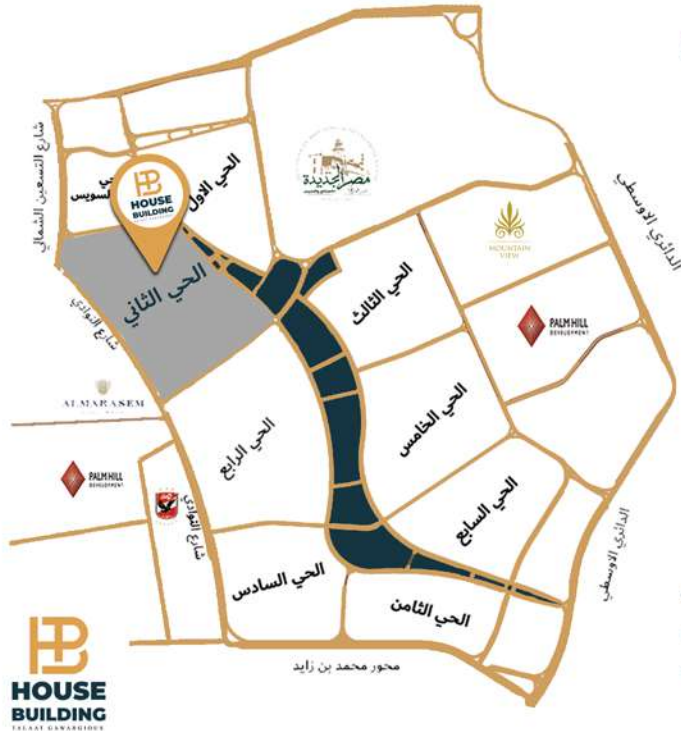 شارع التسعين الشمالي
السويس
HOUSE
BUILDING
الحي الاول
مصر الجديدة
الدائري الاوسطي
MOUNTAIN
VIEW
الحي الثاني
الحي الثالث
PALM HILL
DEVELOPMENT
شارع النوادي
ALMARASEM
الحي الخامس
الحي الرابع
PALM HILL
DEVELOPMENT
شارع النوادي
الحي السابع
الدائري الاوسطي
الحي السادس
الحي الثامن
محور محمد بن زايد
HOUSE
BUILDING
TALAAT GAWARGIOUS